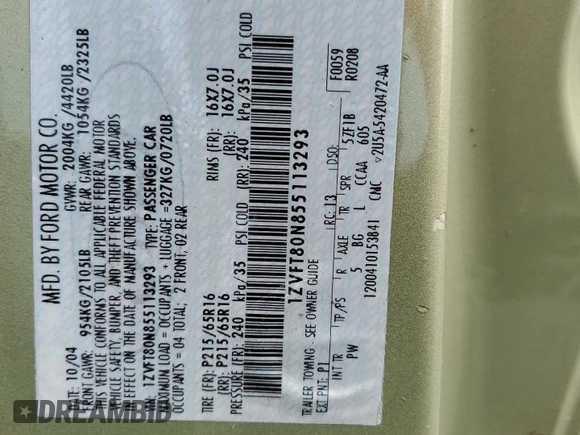 MFD. BY FORD MOTOR CO.
DATE: 10/04 GVWR: 2004KG/4420LB
FRONT GAWR: 954KG/2105LB REAR GAWR: 1054KG/2325LB
THIS VEHICLE CONFORMS TO ALL APPLICABLE FEDERAL MOTOR
VEHICLE SAFETY, BUMPER, AND THEFT PREVENTION STANDARDS
IN EFFECT ON THE DATE OF MANUFACTURE SHOWN ABOVE.
VIN: 1ZVFT80N855113293 TYPE: PASSENGER CAR
MAXIMUM LOAD = OCCUPANTS + LUGGAGE =327KG/0720LB
OCCUPANTS = 04 TOTAL; 2 FRONT, 02 REAR
TIRE (FR): P215/65R16 RIMS (FR): 16X7.0J
(RR): P215/65R16 (RR): 16X7.0J
PRESSURE (FR): 240 kPa/35 PSI COLD (RR): 240 kPa/35 PSI COLD
1ZVFT80N855113293
TRAILER TOWING - SEE OWNER GUIDE F0059
EXT PNT: P1 RC: 13 DSO: R0208
INT TR TP/PS R AXLE TR SPR 57F1B
PW 5 BG L CCAA 605
1200410153841 CMC ▽2U5A-5420472-AA
DREAMBID